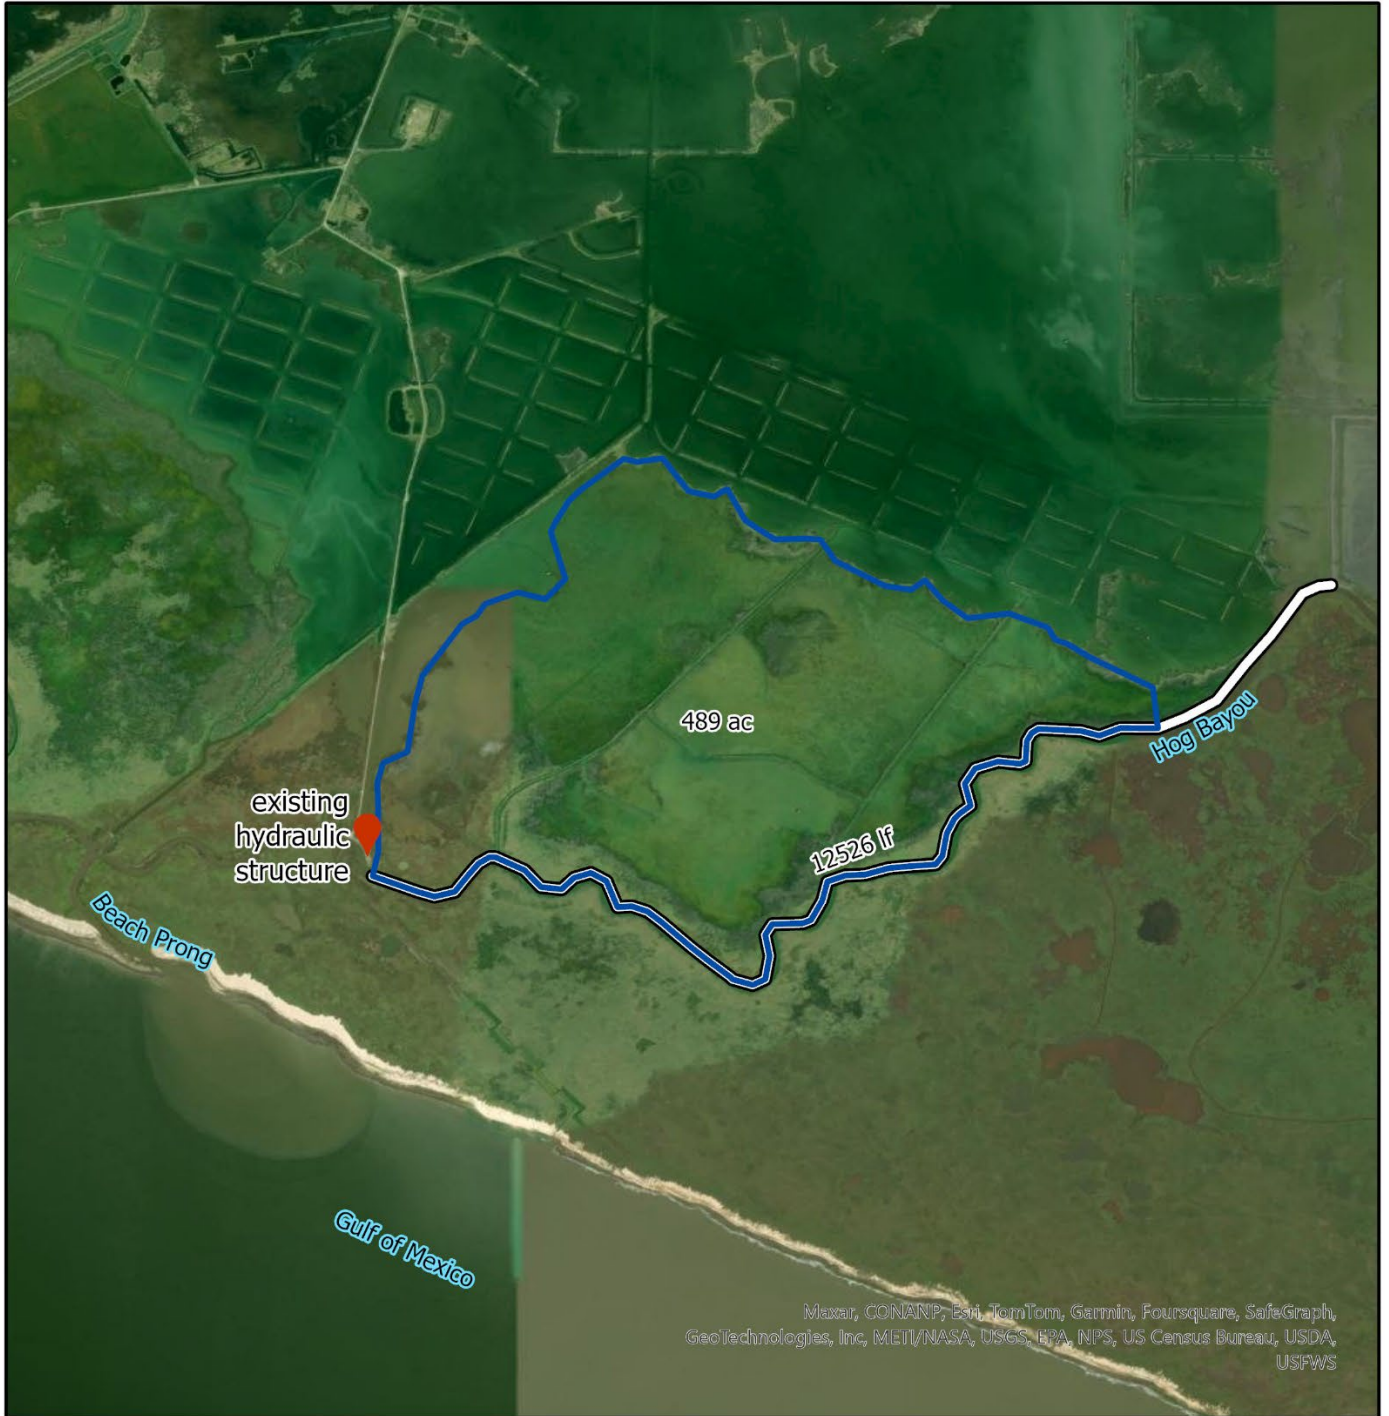 489 ac
Hog Bayou
existing
hydraulic
structure
12526 lf
Beach Prong
Gulf of Mexico
Maxar, CONANP, Esri, TomTom, Garmin, Foursquare, SafeGraph,
GeoTechnologies, Inc, METI/NASA, USGS, EPA, NPS, US Census Bureau, USDA,
USFWS